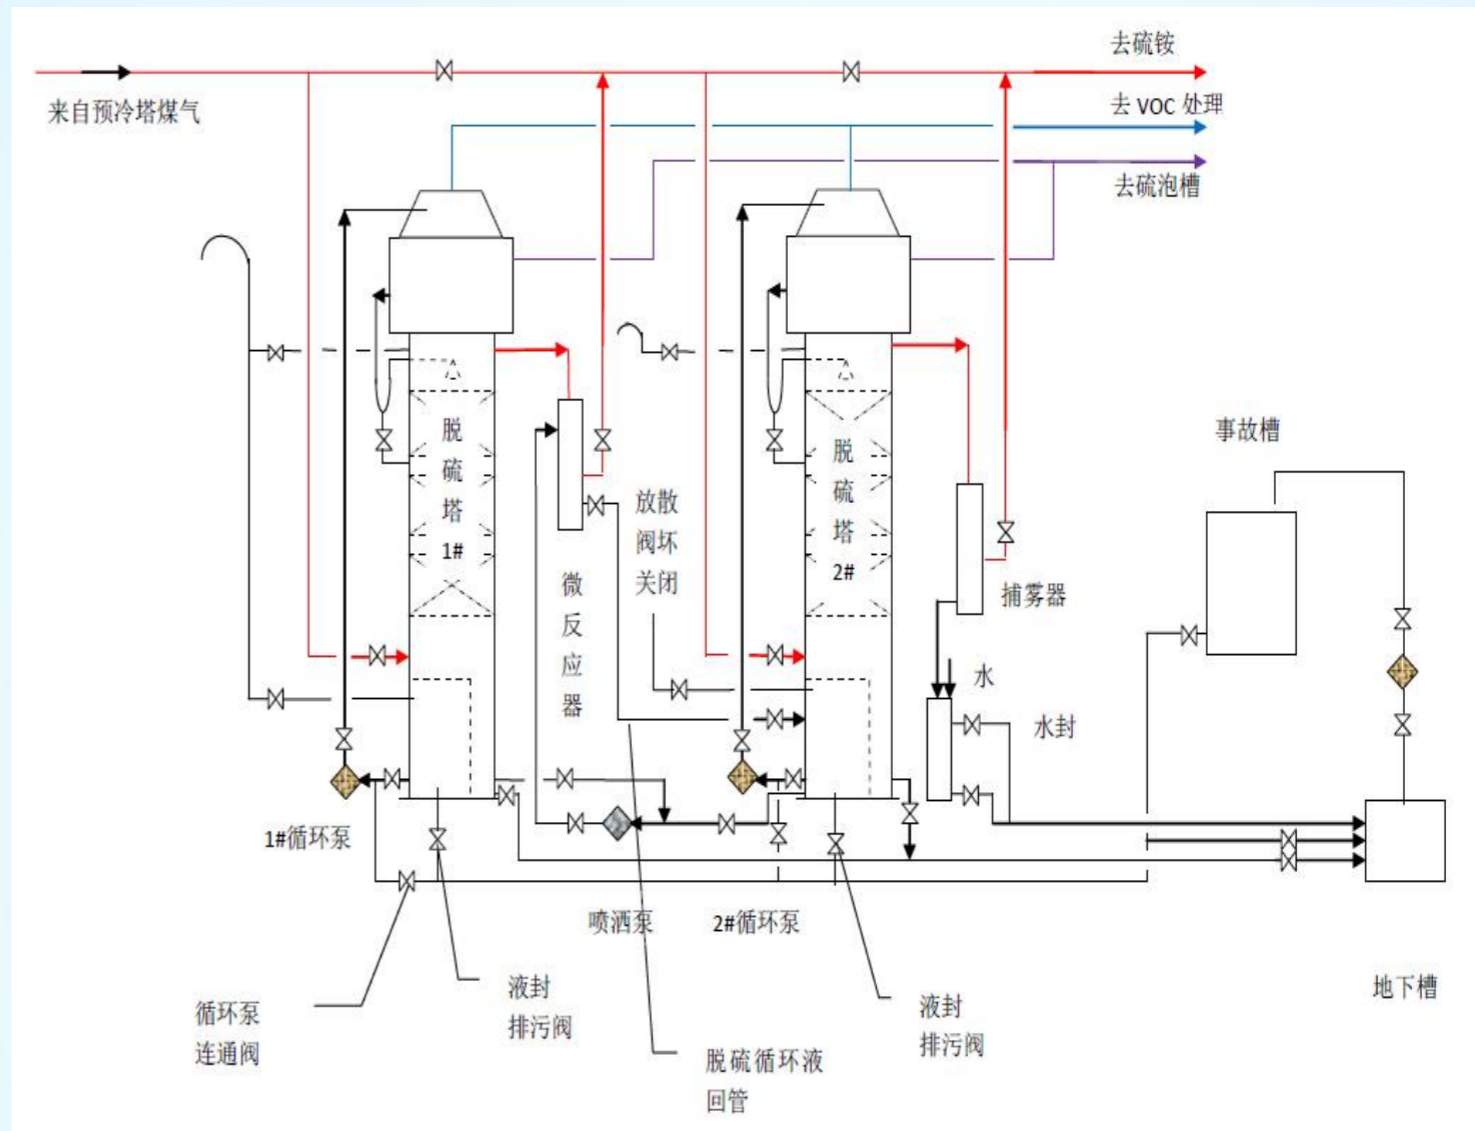 去硫铵
来自预冷塔煤气
去 VOC 处理
去硫泡槽
脱
硫
塔
1#
脱
硫
塔
2#
事故槽
放散
阀坏
关闭
微
反
应
器
捕雾器
水
水封
1#循环泵
喷洒泵
2#循环泵
液封
排污阀
循环泵
连通阀
液封
排污阀
脱硫循环液
回管
地下槽